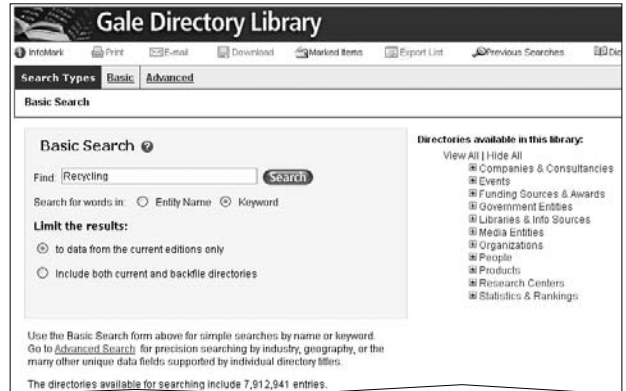 Gale Directory Library
InfoMark Print E-mail Download Marked Items Export List Previous Searches Dic
Search Types Basic Advanced
Basic Search
Basic Search
Find: Recycling Search
Search for words in: Entity Name Keyword
Limit the results:
to data from the current editions only
Include both current and backfile directories
Directories available in this library:
View All | Hide All
Companies & Consultancies
Events
Funding Sources & Awards
Government Entities
Libraries & Info Sources
Media Entities
Organizations
People
Products
Research Centers
Statistics & Rankings
Use the Basic Search form above for simple searches by name or keyword.
Go to Advanced Search for precision searching by industry, geography, or the
many other unique data fields supported by individual directory titles.
The directories available for searching include 7,912,941 entries.